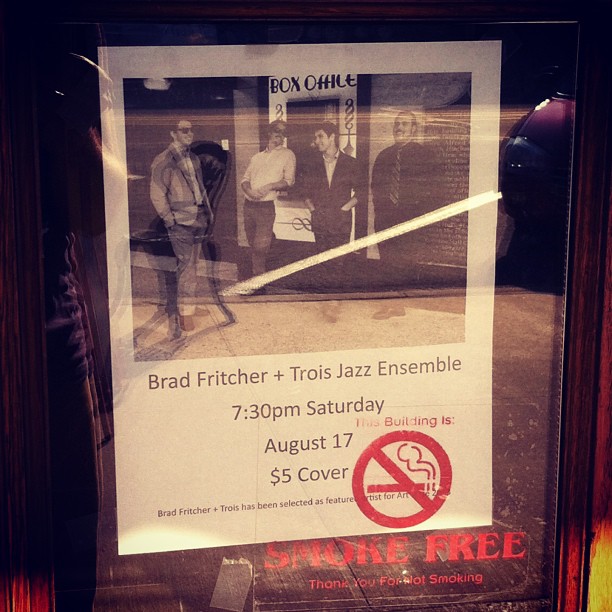 BOX OFFICE
Brad Fritcher + Trois Jazz Ensemble
7:30pm Saturday
August 17
$5 Cover
This Building Is:
Brad Fritcher + Trois has been selected as feature artist for Art
SMOKE FREE
Thank You For Not Smoking